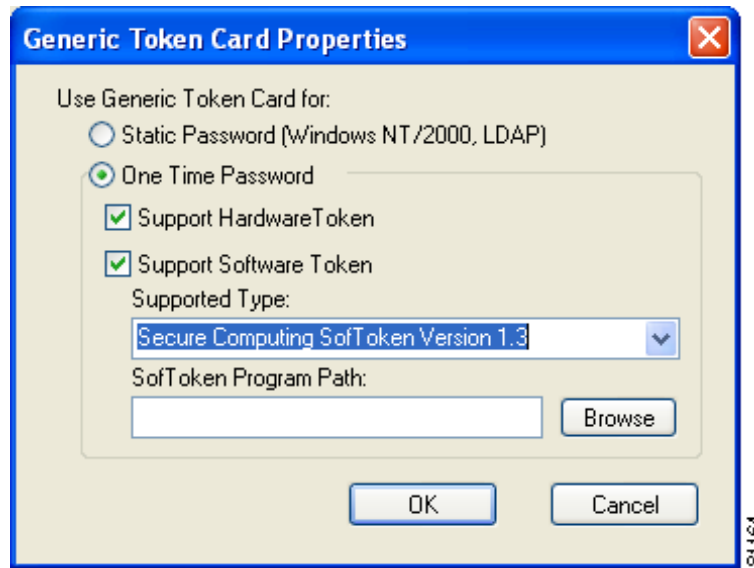 Generic Token Card Properties
Use Generic Token Card for:
Static Password (Windows NT/2000, LDAP)
One Time Password
Support HardwareToken
Support Software Token
Supported Type:
Secure Computing SofToken Version 1.3
SofToken Program Path:
Browse
OK
Cancel